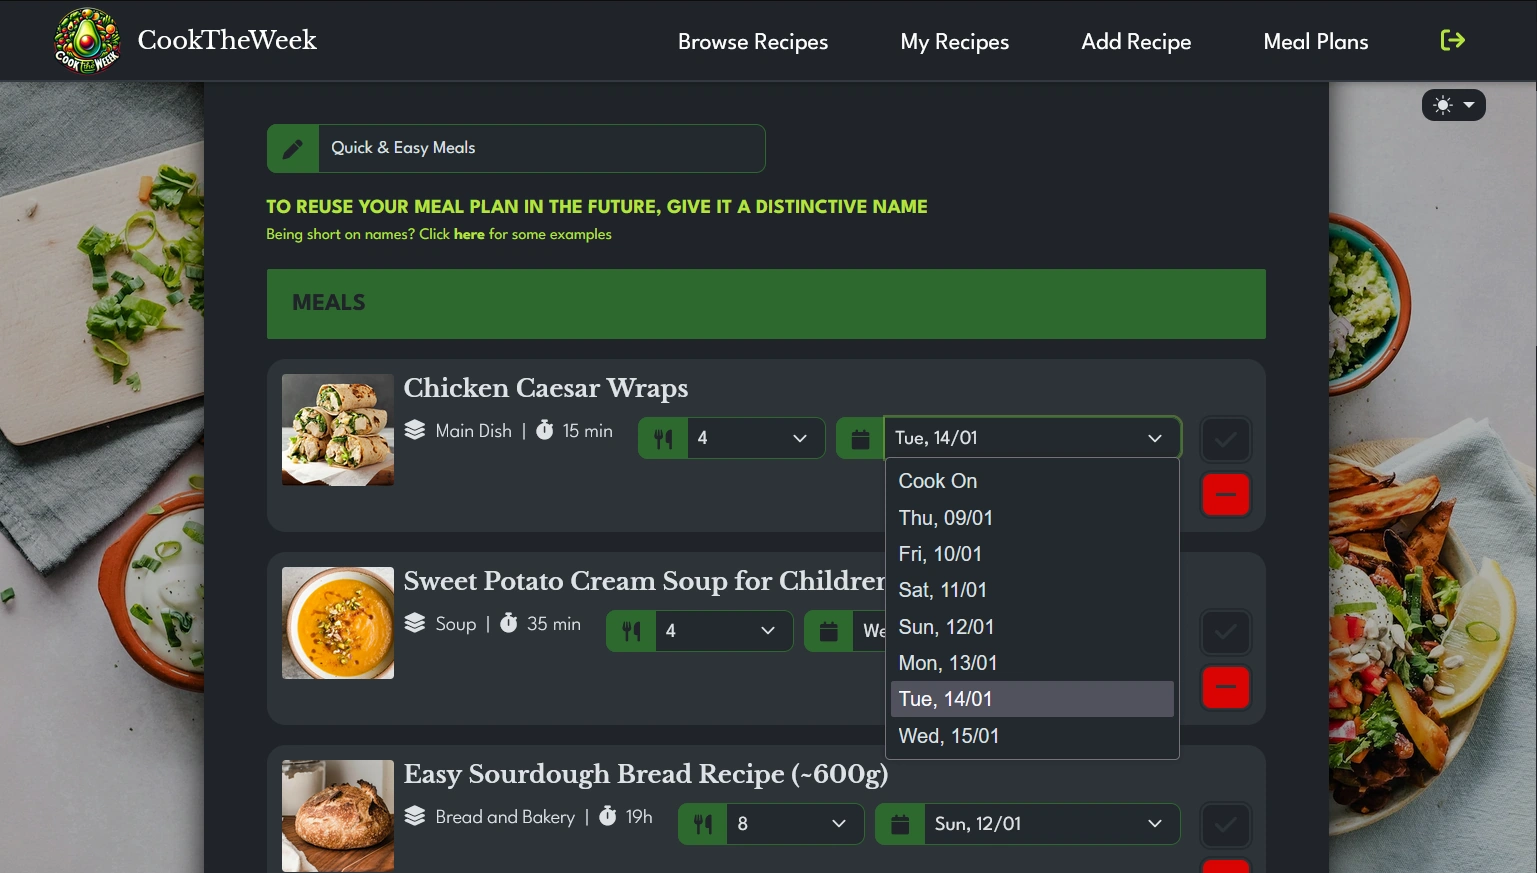 COOK the WEEK
CookTheWeek
Browse Recipes
My Recipes
Add Recipe
Meal Plans
Quick & Easy Meals
TO REUSE YOUR MEAL PLAN IN THE FUTURE, GIVE IT A DISTINCTIVE NAME
Being short on names? Click here for some examples
MEALS
Chicken Caesar Wraps
Main Dish | 15 min
4
Tue, 14/01
Cook On
Thu, 09/01
Fri, 10/01
Sat, 11/01
Sun, 12/01
Mon, 13/01
Tue, 14/01
Wed, 15/01
Sweet Potato Cream Soup for Children
Soup | 35 min
4
We
Easy Sourdough Bread Recipe (~600g)
Bread and Bakery | 19h
8
Sun, 12/01